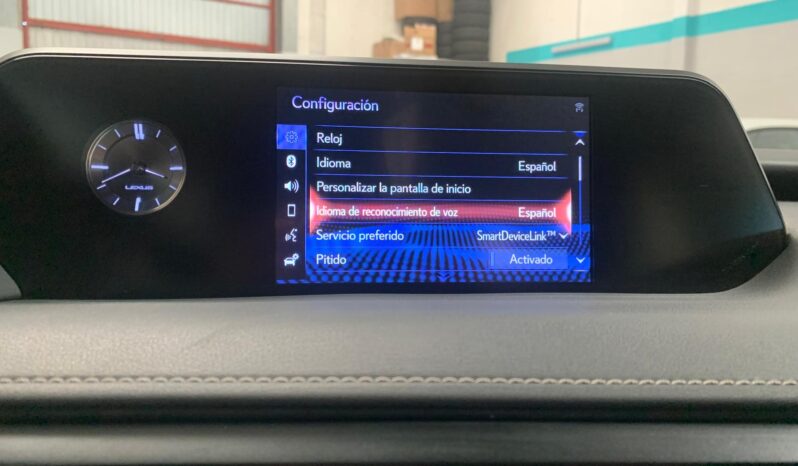 Configuración
Reloj
Idioma Español
Personalizar la pantalla de inicio
Idioma de reconocimiento de voz Español
Servicio preferido SmartDeviceLink™
Pitido Activado
LEXUS